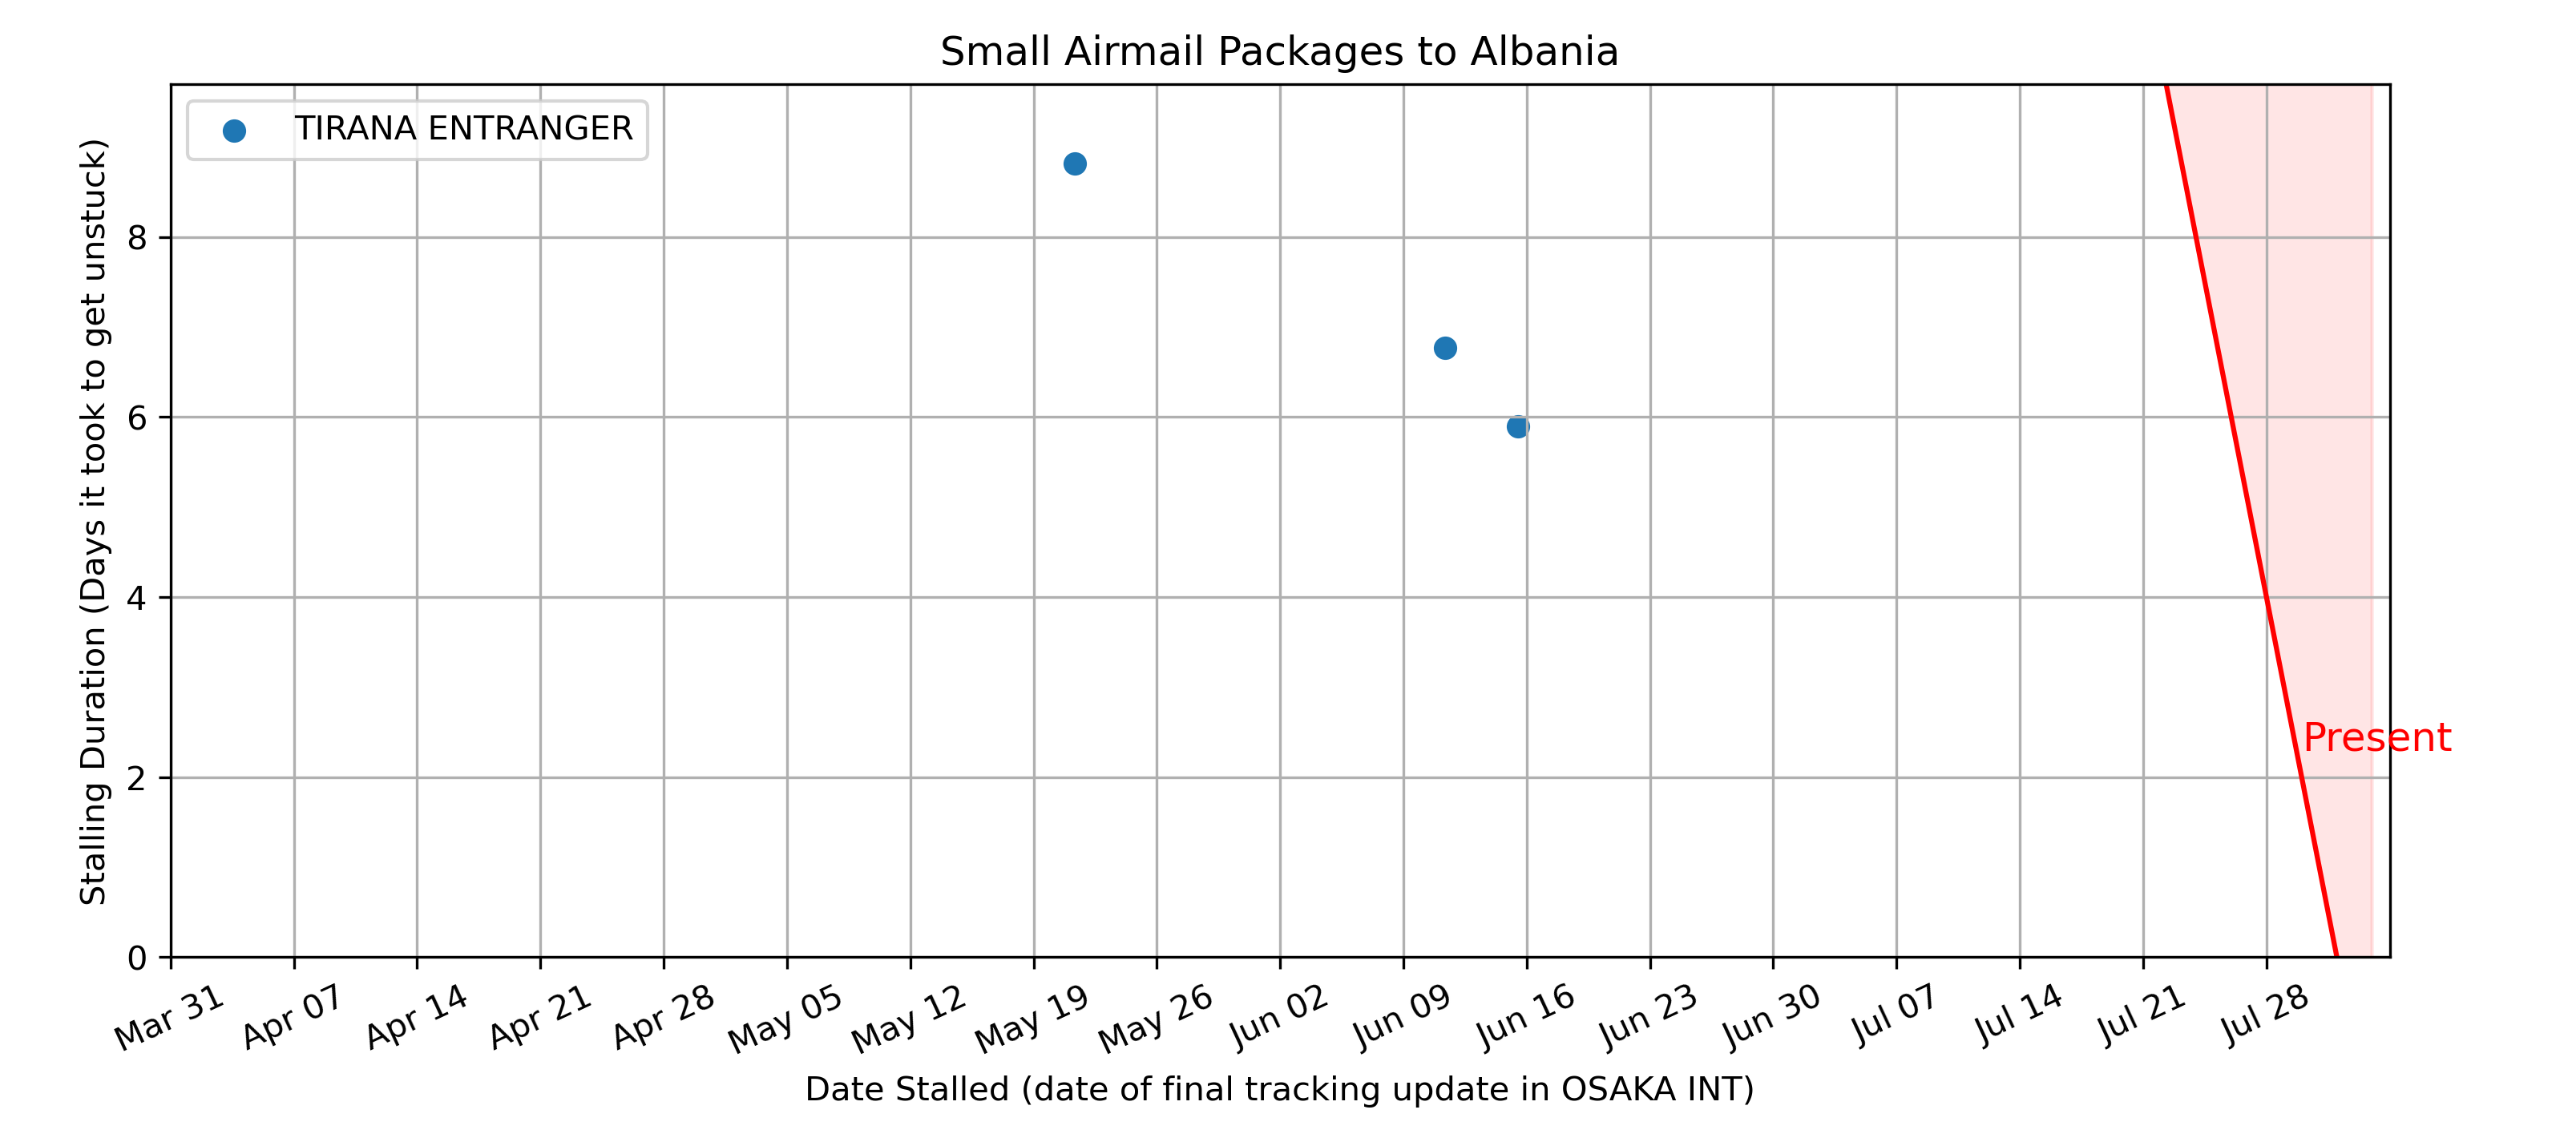 Small Airmail Packages to Albania
TIRANA ENTRANGER
Stalling Duration (Days it took to get unstuck)
8
6
4
2
0
Present
Mar 31
Apr 07
Apr 14
Apr 21
Apr 28
May 05
May 12
May 19
May 26
Jun 02
Jun 09
Jun 16
Jun 23
Jun 30
Jul 07
Jul 14
Jul 21
Jul 28
Date Stalled (date of final tracking update in OSAKA INT)